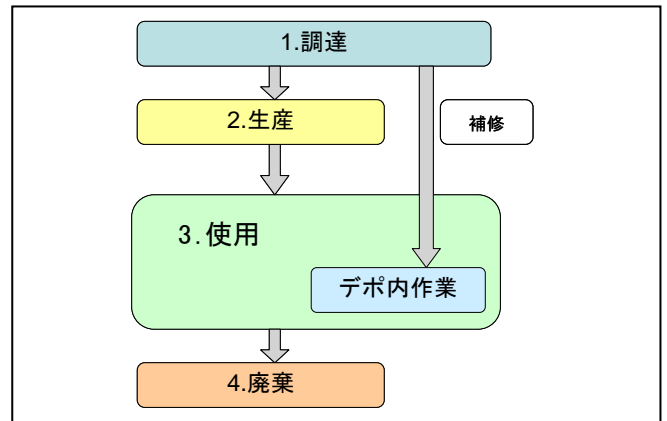 1.調達
2.生産
補修
3.使用
デポ内作業
4.廃棄